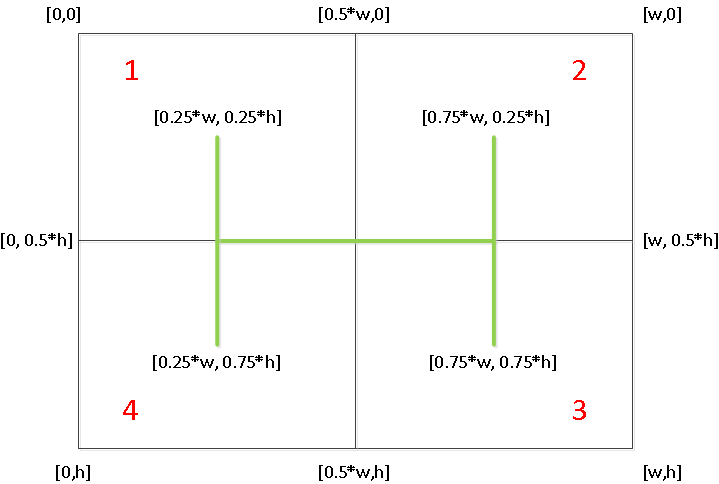 [0,0] [0.5*w,0] [w,0]
1 2
[0.25*w, 0.25*h] [0.75*w, 0.25*h]
[0, 0.5*h] [w, 0.5*h]
[0.25*w, 0.75*h] [0.75*w, 0.75*h]
4 3
[0,h] [0.5*w,h] [w,h]